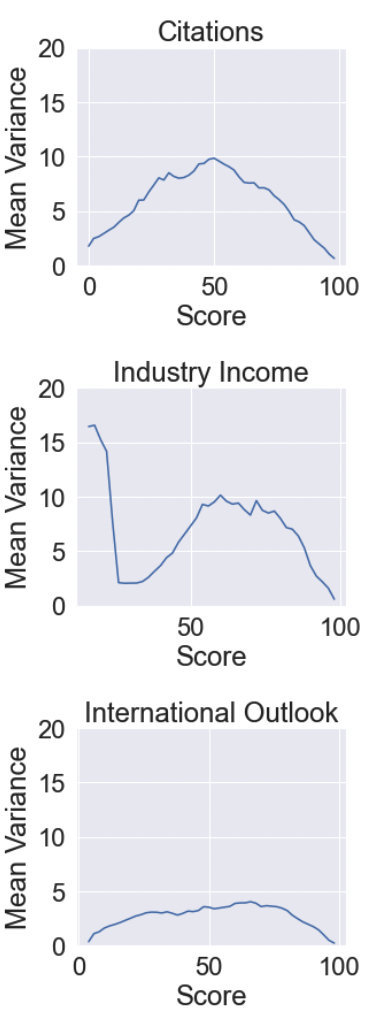 Citations
20
15
10
5
0
Mean Variance
0 50 100
Score
Industry Income
20
15
10
5
0
Mean Variance
50 100
Score
International Outlook
20
15
10
5
0
Mean Variance
0 50 100
Score